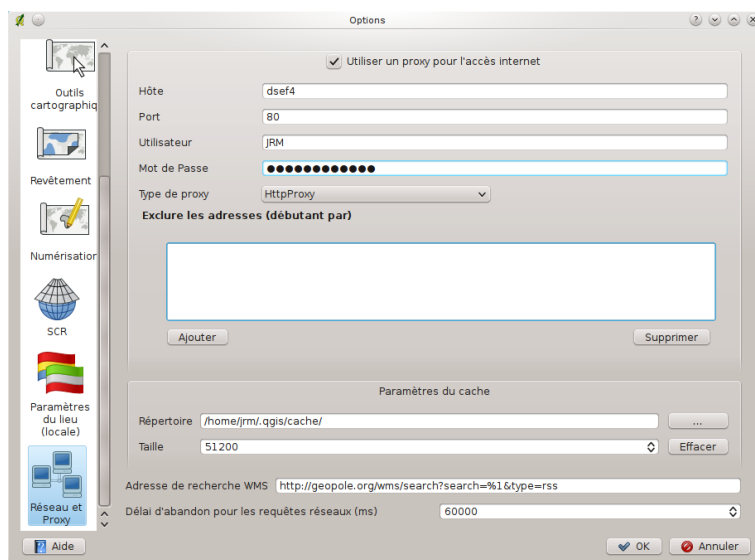 Options
Outils
cartographiq
Revêtement
Numérisation
SCR
Paramètres
du lieu
(locale)
Réseau et
Proxy
Utiliser un proxy pour l'accès internet
Hôte dsef4
Port 80
Utilisateur JRM
Mot de Passe ●●●●●●●●●●●●
Type de proxy HttpProxy
Exclure les adresses (débutant par)
Ajouter Supprimer
Paramètres du cache
Répertoire /home/jrm/.qgis/cache/ ...
Taille 51200 Effacer
Adresse de recherche WMS http://geopole.org/wms/search?search=%1&type=rss
Délai d'abandon pour les requêtes réseaux (ms) 60000
Aide OK Annuler